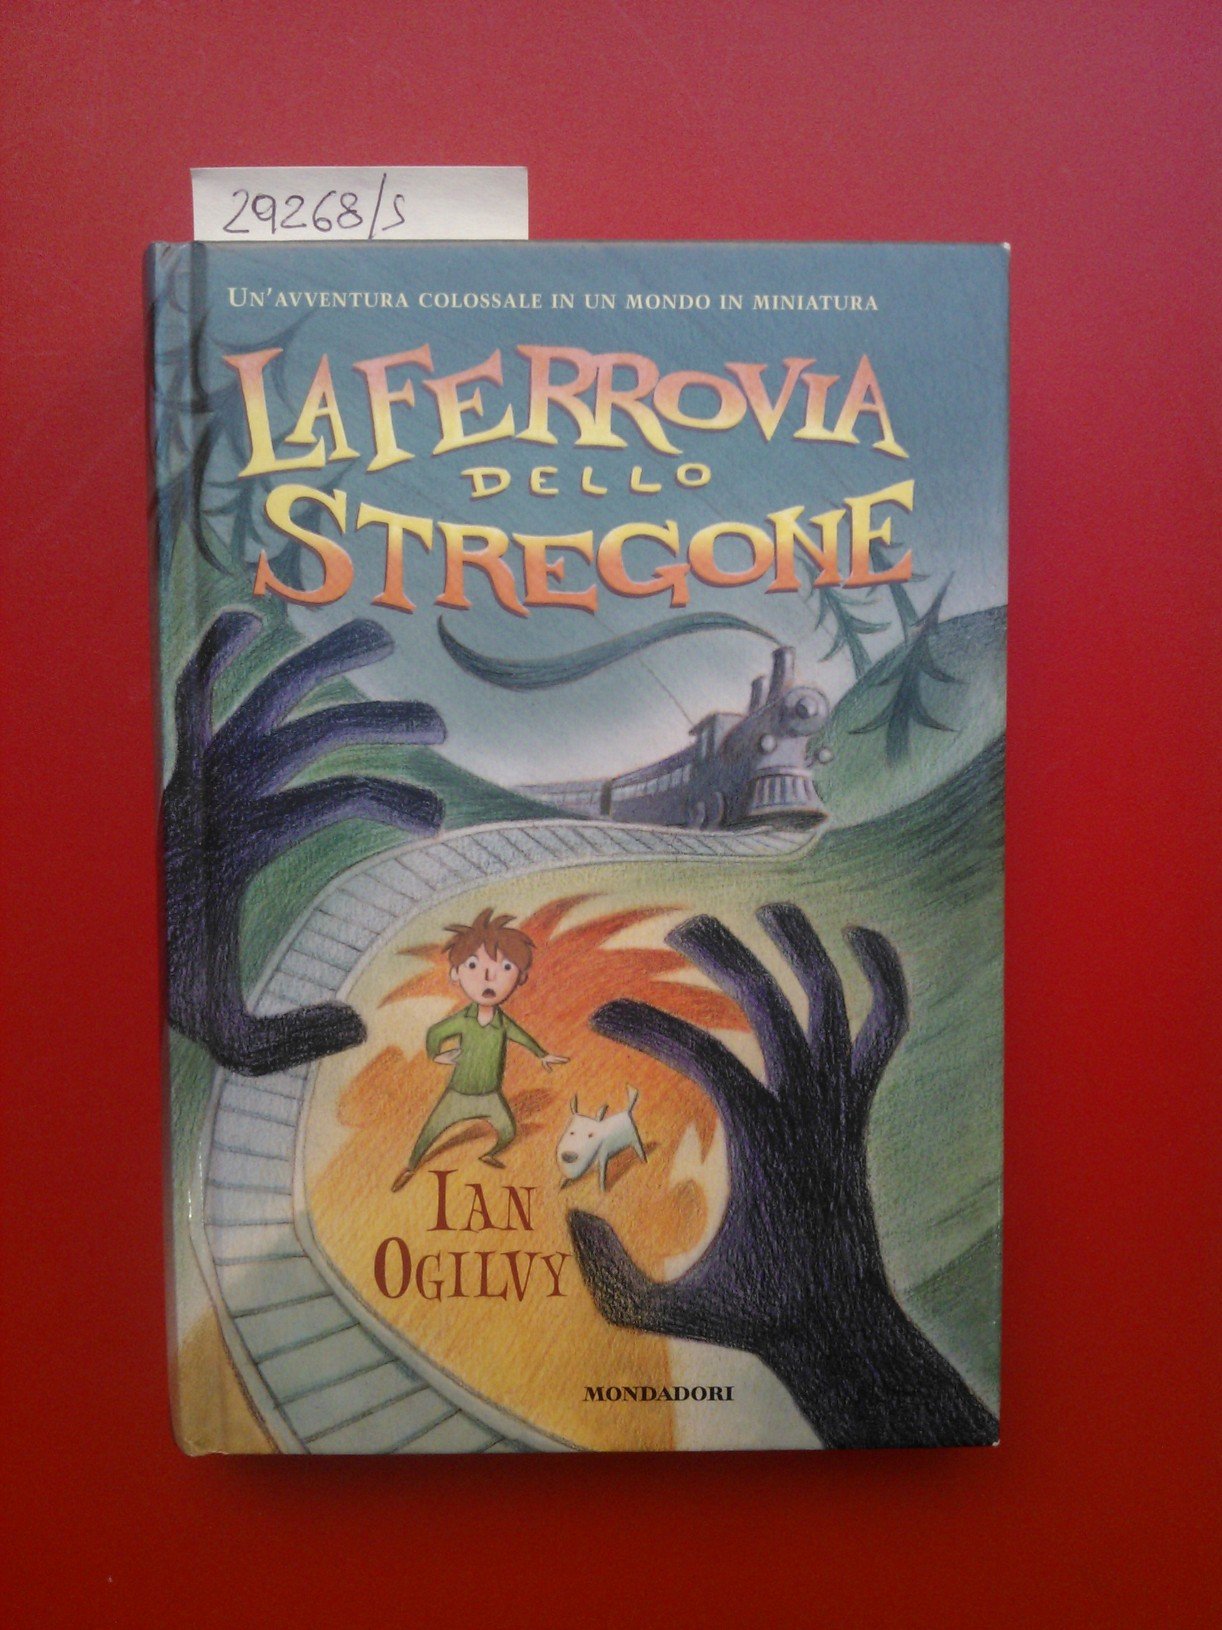 29268/s
UN'AVVENTURA COLOSSALE IN UN MONDO IN MINIATURA
LA FERROVIA
DELLO
STREGONE
IAN
OGILVY
MONDADORI